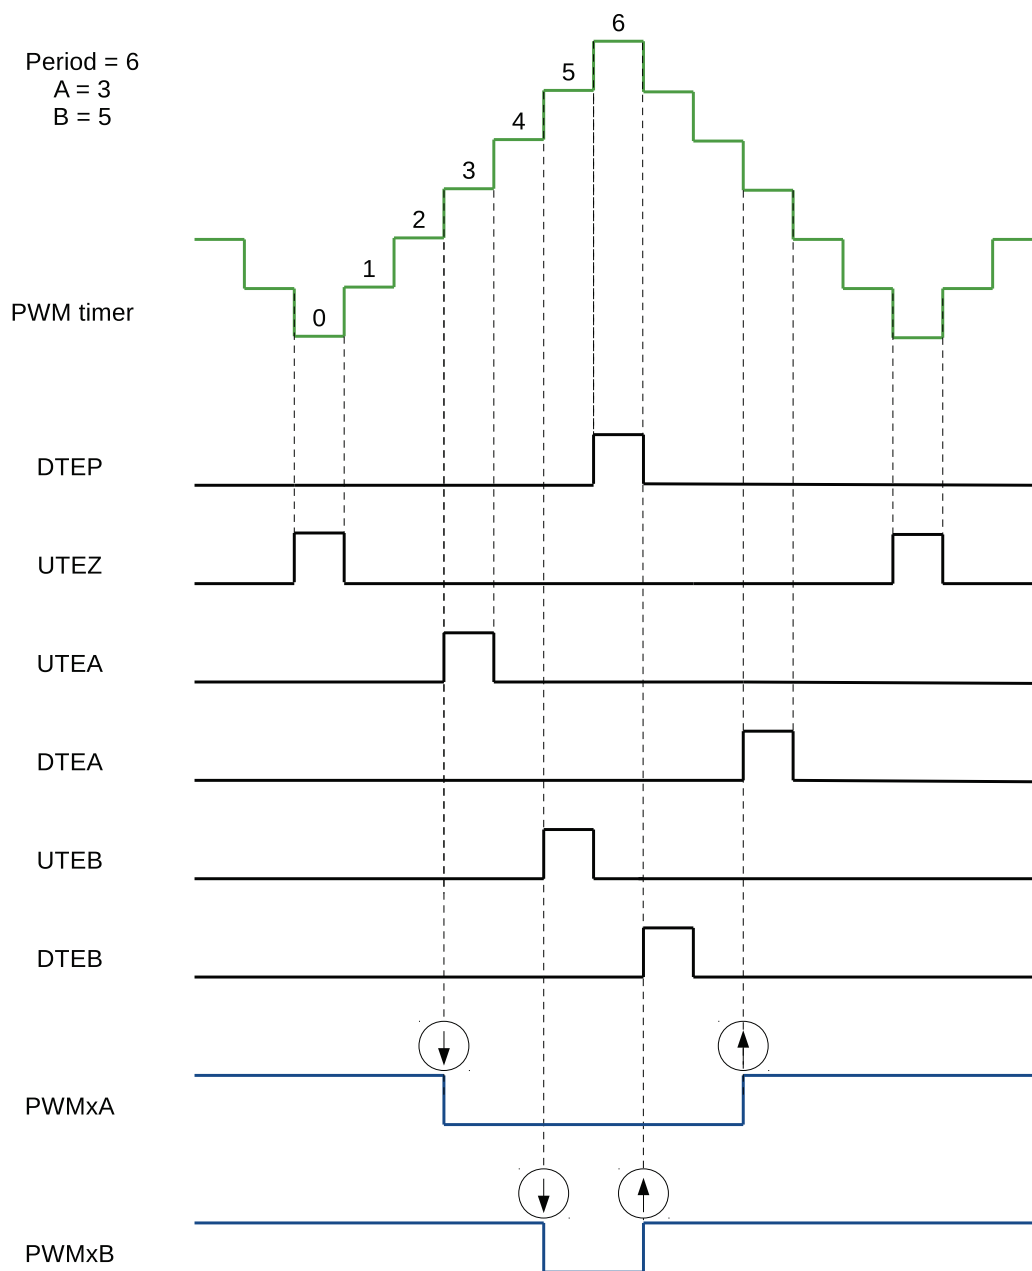 6
Period = 6
A = 3
B = 5
5
4
3
2
1
0
PWM timer
DTEP
UTEZ
UTEA
DTEA
UTEB
DTEB
PWMxA
PWMxB